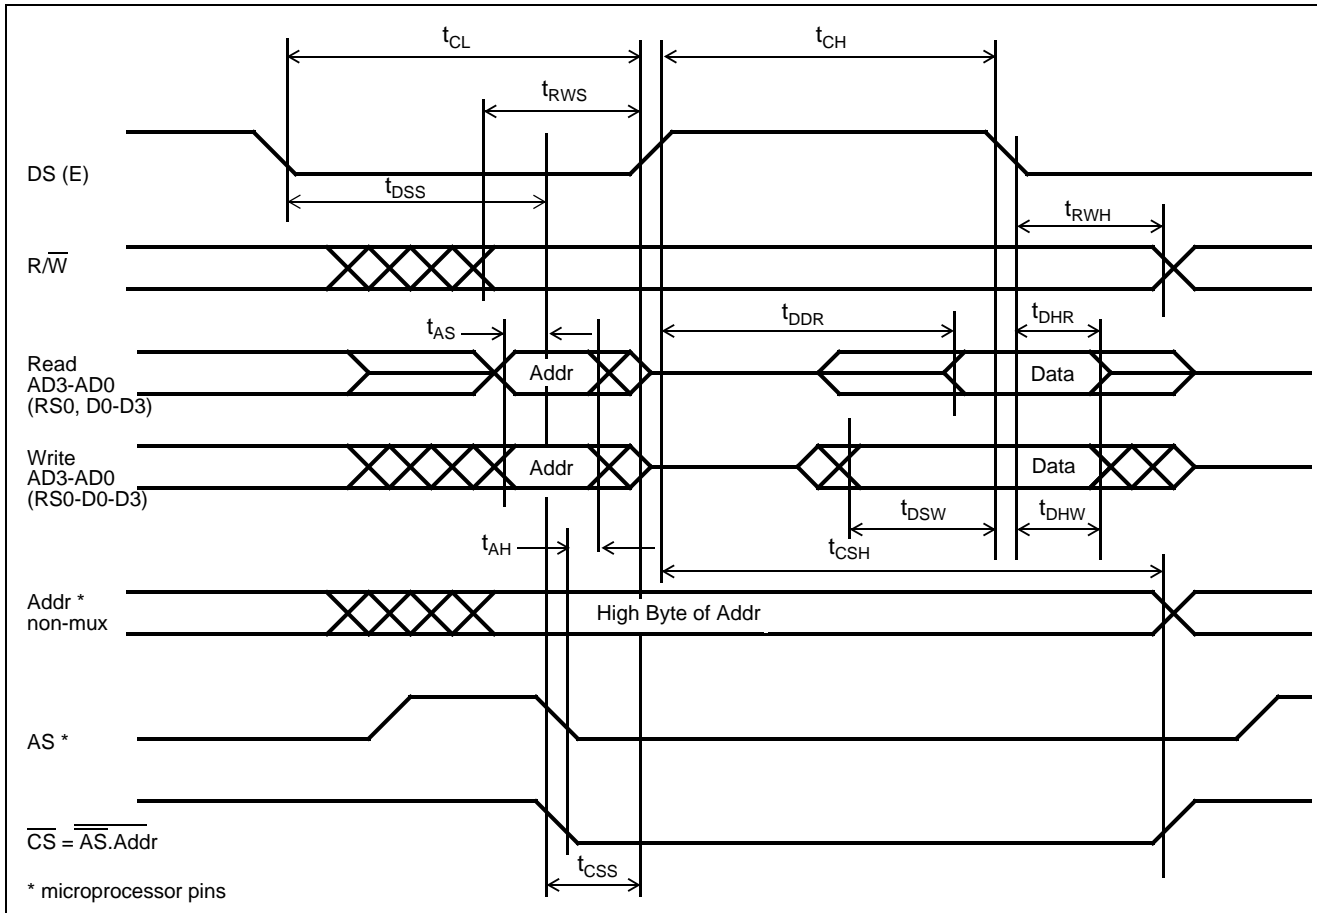 tCL
tCH
tRWS
DS (E)
tDSS
tRWH
R/W̅
tDDR
tDHR
tAS
Read
AD3-AD0
(RS0, D0-D3)
Addr
Data
Write
AD3-AD0
(RS0-D0-D3)
Addr
Data
tDSW
tDHW
tAH
tCSH
Addr *
non-mux
High Byte of Addr
AS *
CS = AS.Addr
tCSS
* microprocessor pins